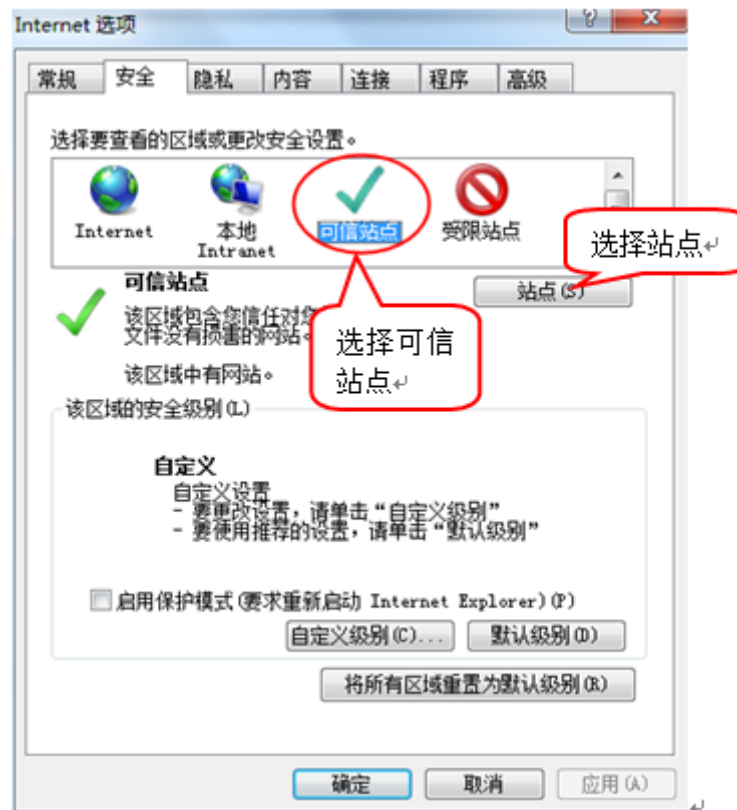 Internet 选项
常规 安全 隐私 内容 连接 程序 高级
选择要查看的区域或更改安全设置。
Internet
本地
Intranet
可信站点
受限站点
选择站点
可信站点
站点(S)
该区域包含您信任对您
文件没有损害的网站。
该区域中有网站。
选择可信
站点
该区域的安全级别(L)
自定义
自定义设置
- 要更改设置，请单击“自定义级别”
- 要使用推荐的设置，请单击“默认级别”
启用保护模式(要求重新启动 Internet Explorer)(P)
自定义级别(C)... 默认级别(D)
将所有区域重置为默认级别(R)
确定 取消 应用(A)